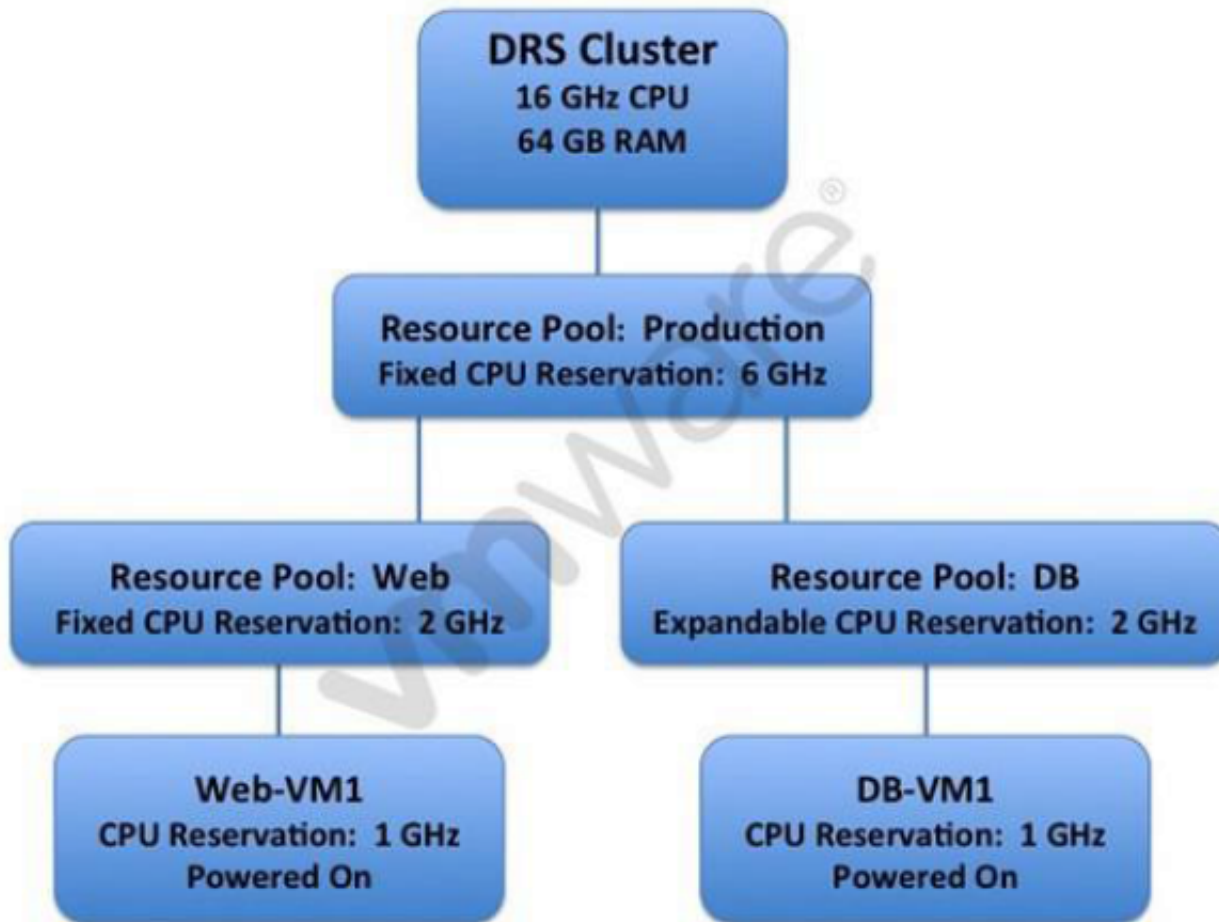 DRS Cluster
16 GHz CPU
64 GB RAM
Resource Pool: Production
Fixed CPU Reservation: 6 GHz
Resource Pool: Web
Fixed CPU Reservation: 2 GHz
Resource Pool: DB
Expandable CPU Reservation: 2 GHz
Web-VM1
CPU Reservation: 1 GHz
Powered On
DB-VM1
CPU Reservation: 1 GHz
Powered On
vmware®